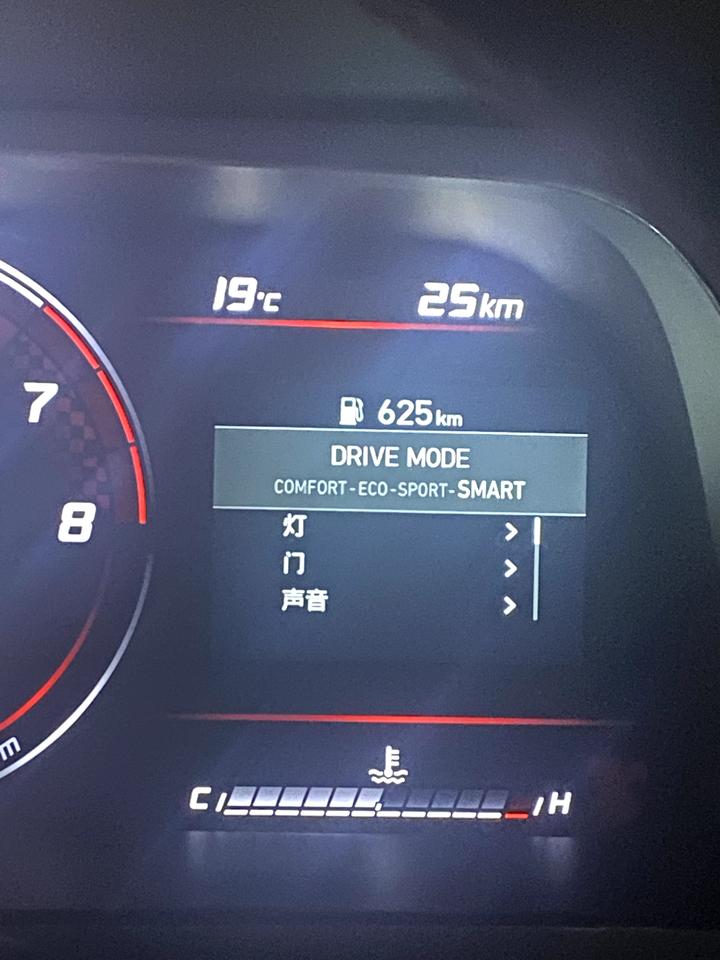 19°C 25km
625km
7
DRIVE MODE
COMFORT-ECO-SPORT-SMART
8
灯 >
门 >
声音 >
m
C H